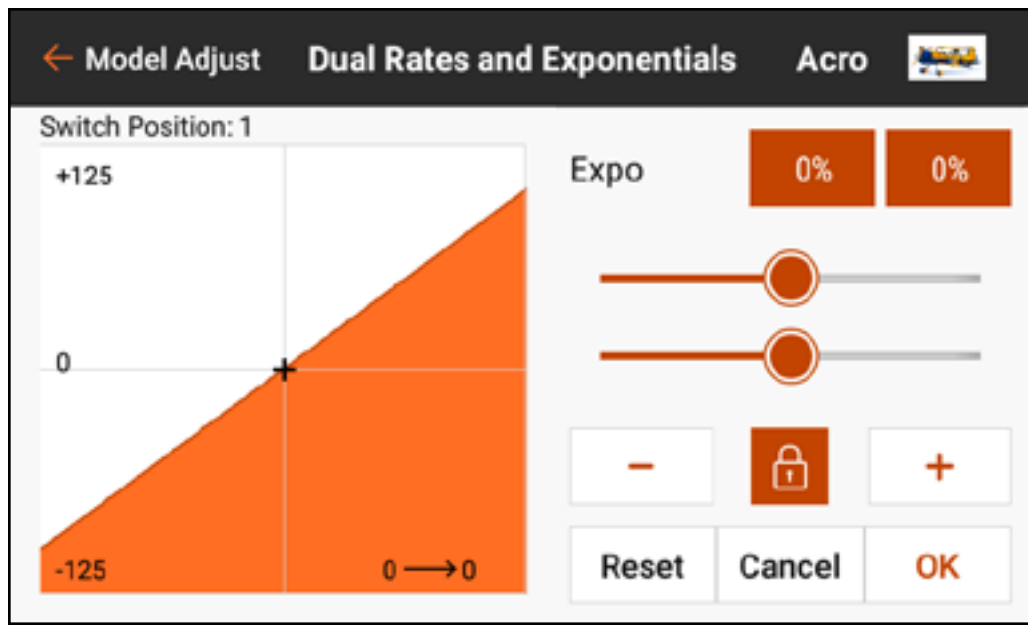 ← Model Adjust Dual Rates and Exponentials Acro
Switch Position: 1
+125
0
-125
0 → 0
Expo 0% 0%
− +
Reset Cancel OK